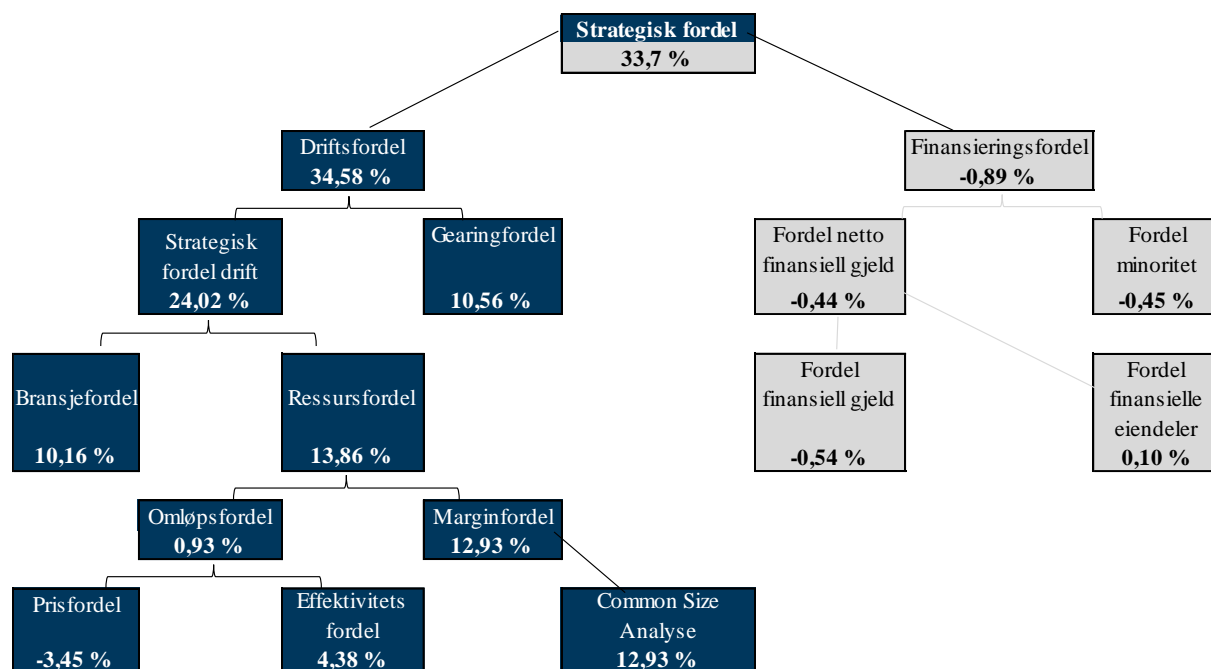 Strategisk fordel
33,7 %
Driftsfordel
34,58 %
Finansieringsfordel
-0,89 %
Strategisk
fordel drift
24,02 %
Gearingfordel
10,56 %
Fordel netto
finansiell gjeld
-0,44 %
Fordel
minoritet
-0,45 %
Bransjefordel
10,16 %
Ressursfordel
13,86 %
Fordel
finansiell gjeld
-0,54 %
Fordel
finansielle
eiendeler
0,10 %
Omløpsfordel
0,93 %
Marginfordel
12,93 %
Prisfordel
-3,45 %
Effektivitets
fordel
4,38 %
Common Size
Analyse
12,93 %